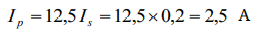 I_p = 12,5 I_s = 12,5 × 0,2 = 2,5 A